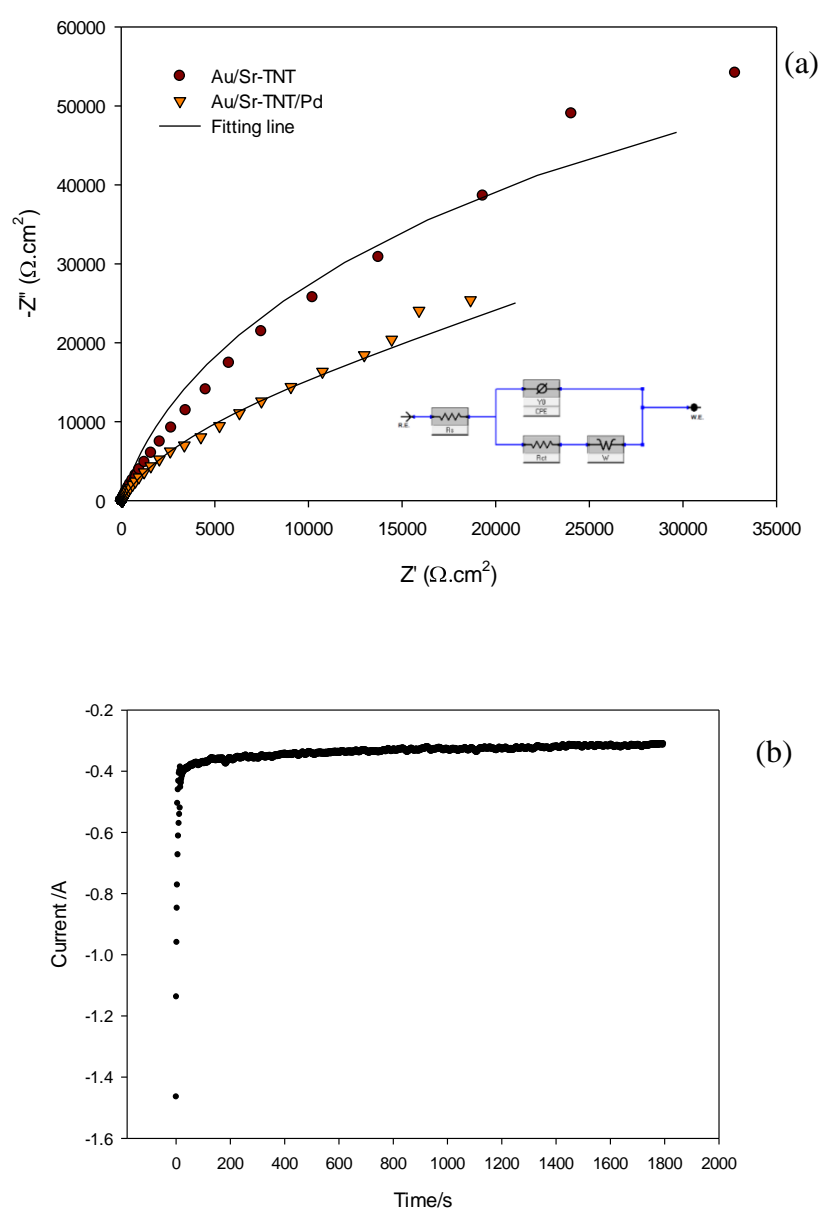 (a)
60000
50000
40000
30000
20000
10000
0
-Z" (Ω.cm²)
Au/Sr-TNT
Au/Sr-TNT/Pd
Fitting line
R.E.
Rs
Y0
CPE
Rct
W
W.E.
0 5000 10000 15000 20000 25000 30000 35000
Z' (Ω.cm²)
(b)
-0.2
-0.4
-0.6
-0.8
-1.0
-1.2
-1.4
-1.6
Current /A
0 200 400 600 800 1000 1200 1400 1600 1800 2000
Time/s